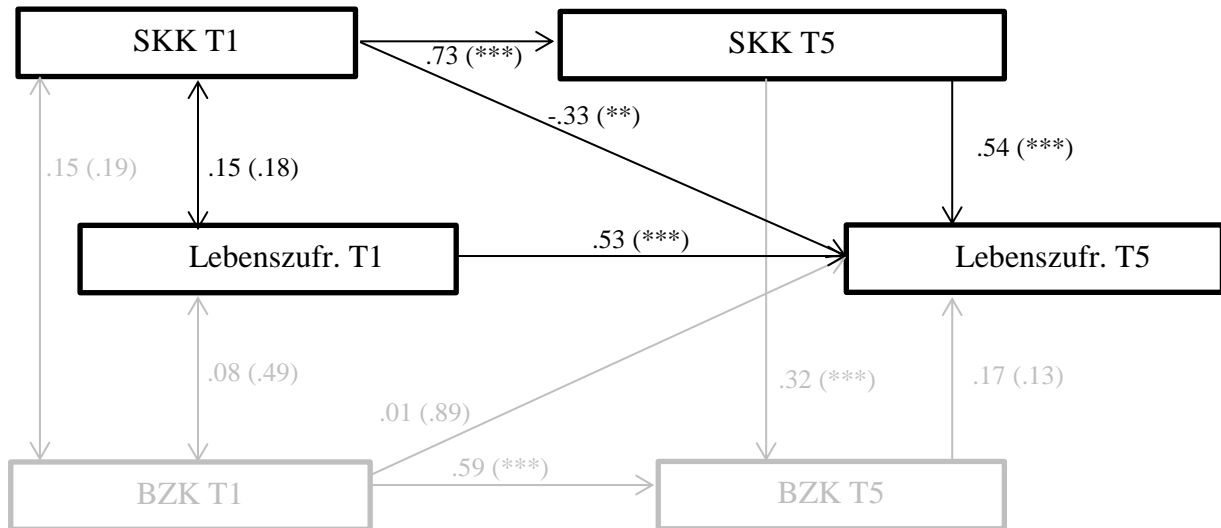 SKK T1
SKK T5
.73 (***)
-.33 (**)
.54 (***)
.15 (.19)
.15 (.18)
.53 (***)
Lebenszufr. T1
Lebenszufr. T5
.08 (.49)
.32 (***)
.17 (.13)
.01 (.89)
.59 (***)
BZK T1
BZK T5